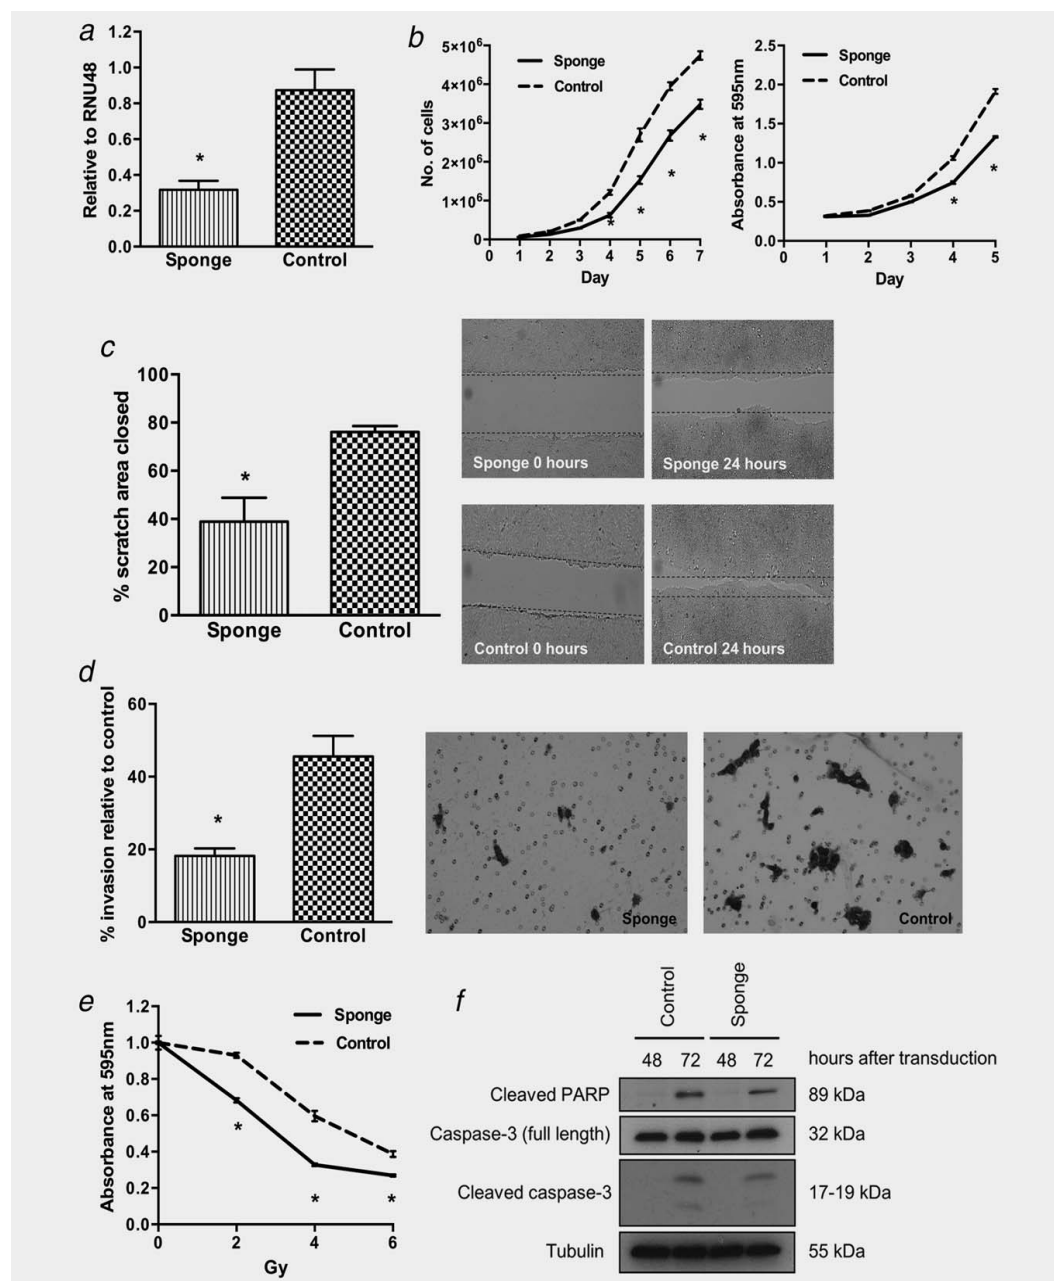 a
Relative to RNU48
1.2
1.0
0.8
0.6
0.4
0.2
0.0
*
Sponge
Control
b
No. of cells
5×10⁶
4×10⁶
3×10⁶
2×10⁶
1×10⁶
0
Sponge
Control
*
*
*
*
0 1 2 3 4 5 6 7
Day
Absorbance at 595nm
2.5
2.0
1.5
1.0
0.5
0.0
Sponge
Control
*
*
0 1 2 3 4 5
Day
c
% scratch area closed
100
80
60
40
20
0
*
Sponge
Control
Sponge 0 hours
Sponge 24 hours
Control 0 hours
Control 24 hours
d
% invasion relative to control
60
40
20
0
*
Sponge
Control
Sponge
Control
e
Absorbance at 595nm
1.2
1.0
0.8
0.6
0.4
0.2
0.0
Sponge
Control
*
*
*
0 2 4 6
Gy
f
Control
Sponge
48 72 48 72 hours after transduction
Cleaved PARP 89 kDa
Caspase-3 (full length) 32 kDa
Cleaved caspase-3 17-19 kDa
Tubulin 55 kDa